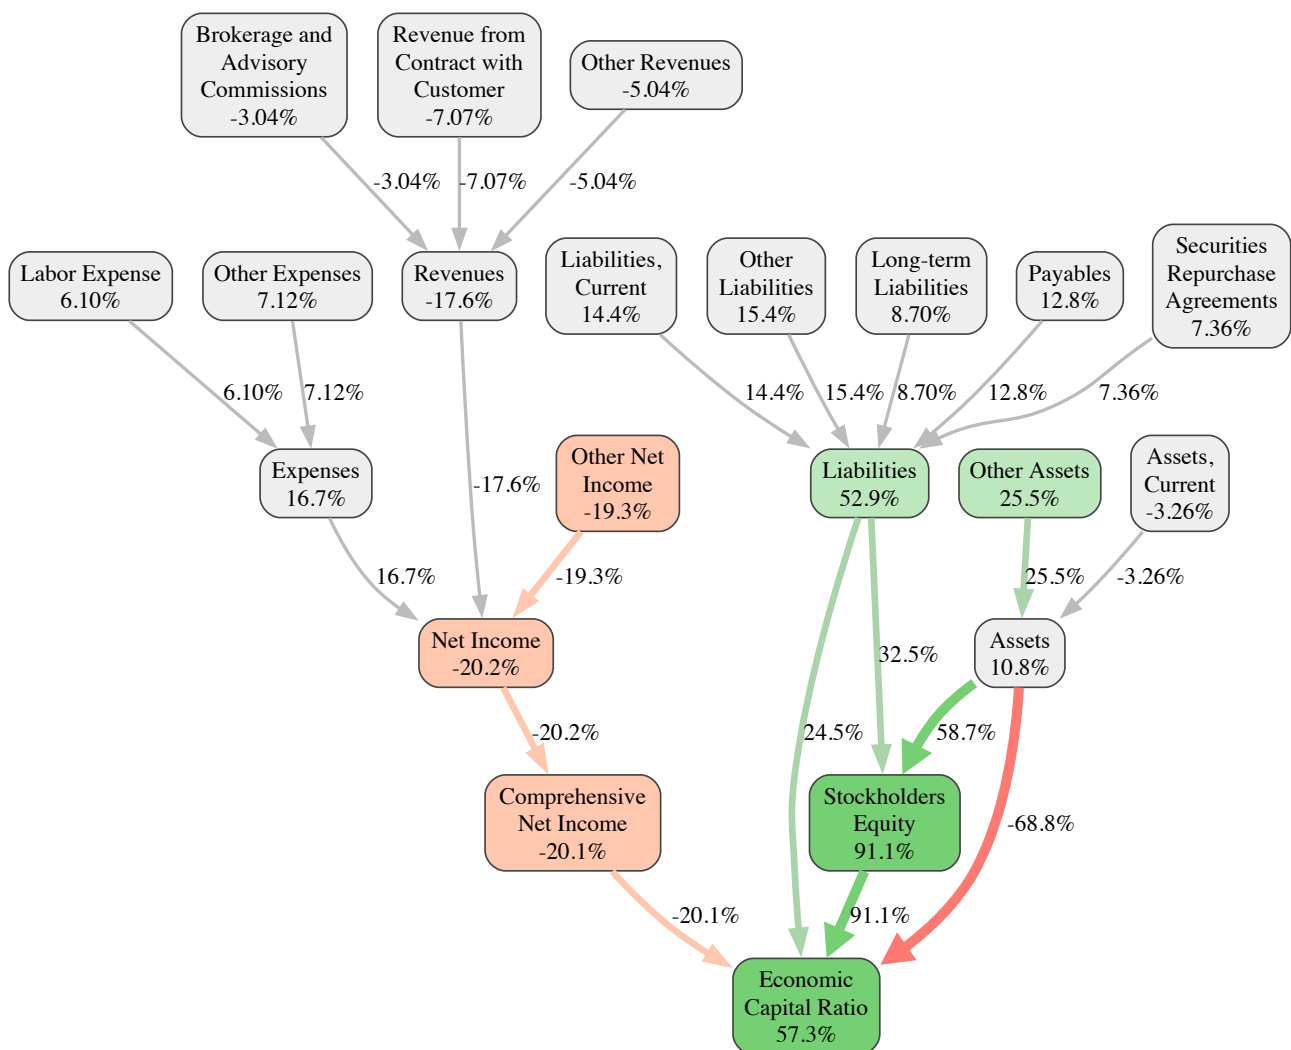 Brokerage and
Advisory
Commissions
-3.04%
Revenue from
Contract with
Customer
-7.07%
Other Revenues
-5.04%
-3.04%
-7.07%
-5.04%
Labor Expense
6.10%
Other Expenses
7.12%
Revenues
-17.6%
Liabilities,
Current
14.4%
Other
Liabilities
15.4%
Long-term
Liabilities
8.70%
Payables
12.8%
Securities
Repurchase
Agreements
7.36%
6.10%
7.12%
14.4%
15.4%
8.70%
12.8%
7.36%
Expenses
16.7%
-17.6%
Other Net
Income
-19.3%
Liabilities
52.9%
Other Assets
25.5%
Assets,
Current
-3.26%
16.7%
-19.3%
25.5%
-3.26%
Net Income
-20.2%
32.5%
Assets
10.8%
-20.2%
24.5%
58.7%
Comprehensive
Net Income
-20.1%
Stockholders
Equity
91.1%
-68.8%
-20.1%
91.1%
Economic
Capital Ratio
57.3%